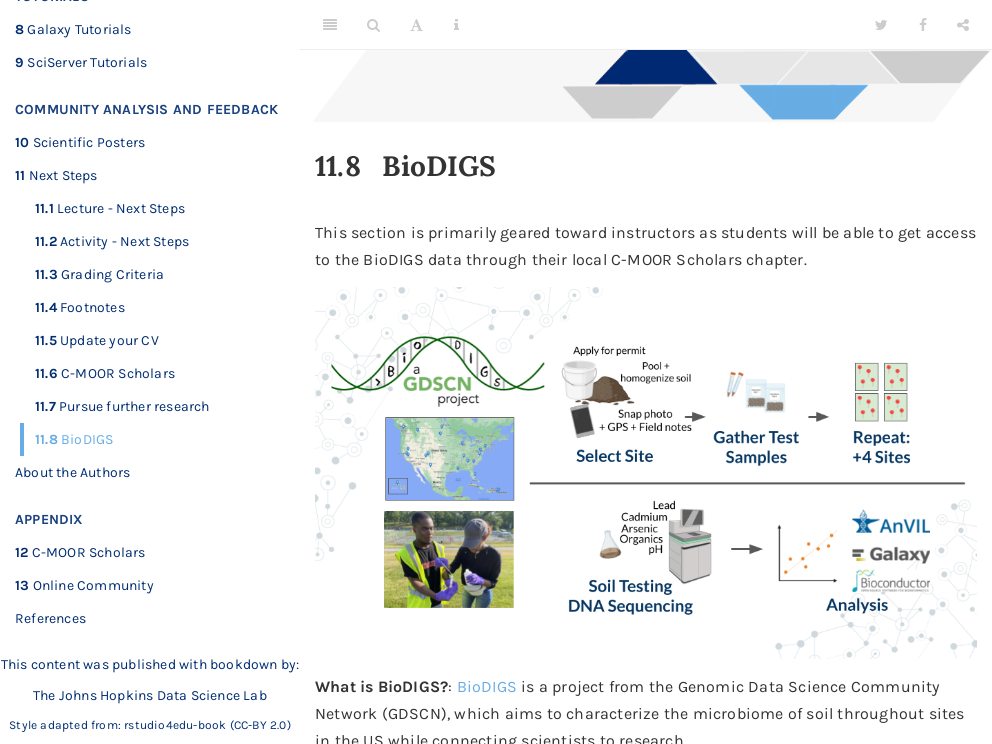 TUTORIALS
8 Galaxy Tutorials
9 SciServer Tutorials
COMMUNITY ANALYSIS AND FEEDBACK
10 Scientific Posters
11 Next Steps
11.1 Lecture - Next Steps
11.2 Activity - Next Steps
11.3 Grading Criteria
11.4 Footnotes
11.5 Update your CV
11.6 C-MOOR Scholars
11.7 Pursue further research
11.8 BioDIGS
About the Authors
APPENDIX
12 C-MOOR Scholars
13 Online Community
References
This content was published with bookdown by:
The Johns Hopkins Data Science Lab
Style adapted from: rstudio4edu-book (CC-BY 2.0)
A
i
11.8 BioDIGS
This section is primarily geared toward instructors as students will be able to get access
to the BioDIGS data through their local C-MOOR Scholars chapter.
BioDIGS
a
GDSCN
project
Apply for permit
Pool +
homogenize soil
Snap photo
+ GPS + Field notes
Select Site
Gather Test
Samples
Repeat:
+4 Sites
Lead
Cadmium
Arsenic
Organics
pH
Soil Testing
DNA Sequencing
AnVIL
Galaxy
Bioconductor
Analysis
What is BioDIGS?: BioDIGS is a project from the Genomic Data Science Community
Network (GDSCN), which aims to characterize the microbiome of soil throughout sites
in the US while connecting scientists to research.